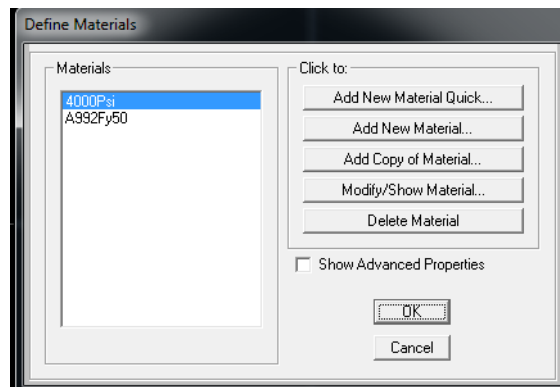 Define Materials
Materials
4000Psi
A992Fy50
Click to:
Add New Material Quick...
Add New Material...
Add Copy of Material...
Modify/Show Material...
Delete Material
Show Advanced Properties
OK
Cancel